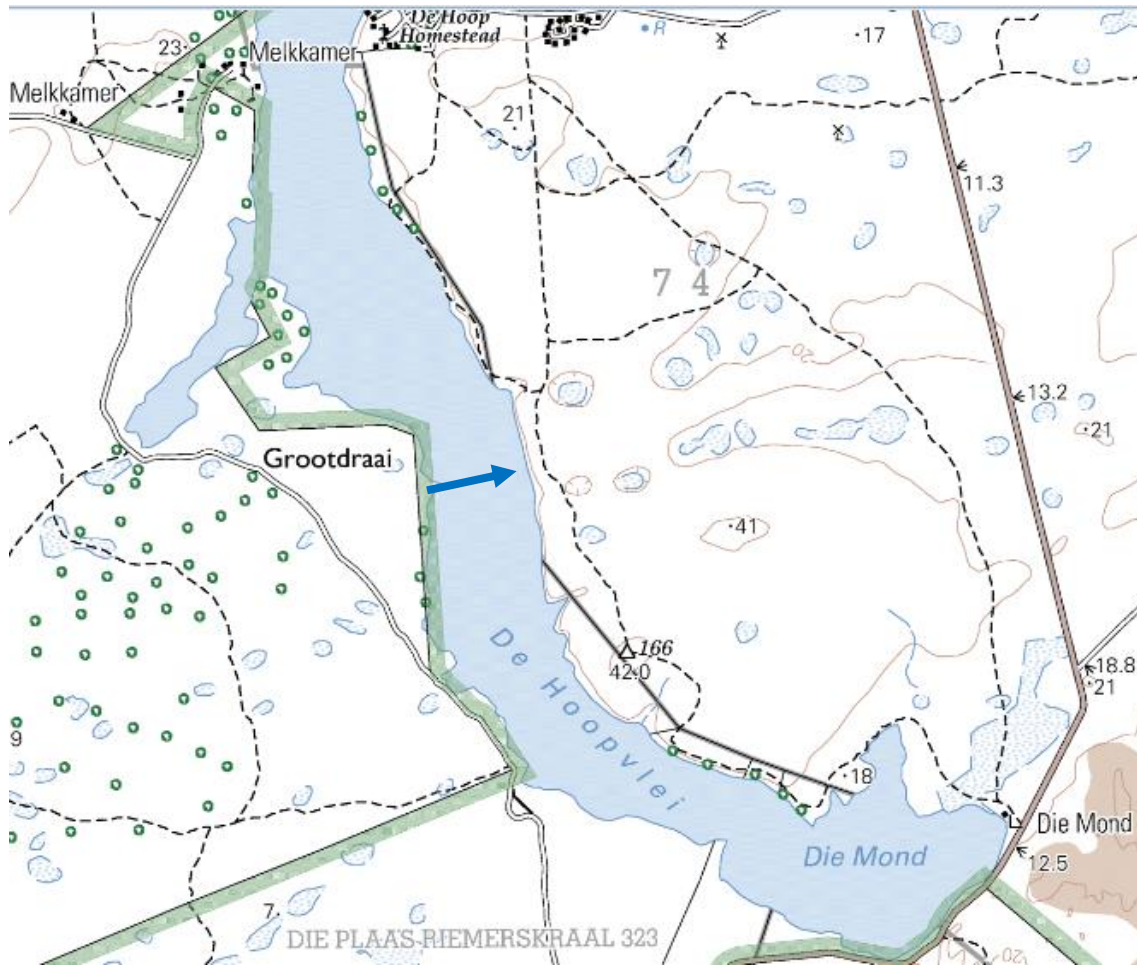 De Hoop
Homestead
R
17
23
Melkkamer
Melkkamer
21
11.3
7 4
20
13.2
21
Grootdraai
41
166
42.0
De Hoopvlei
18.8
21
9
18
Die Mond
Die Mond
12.5
7
DIE PLAAS RIEMERSKRAAL 323
20